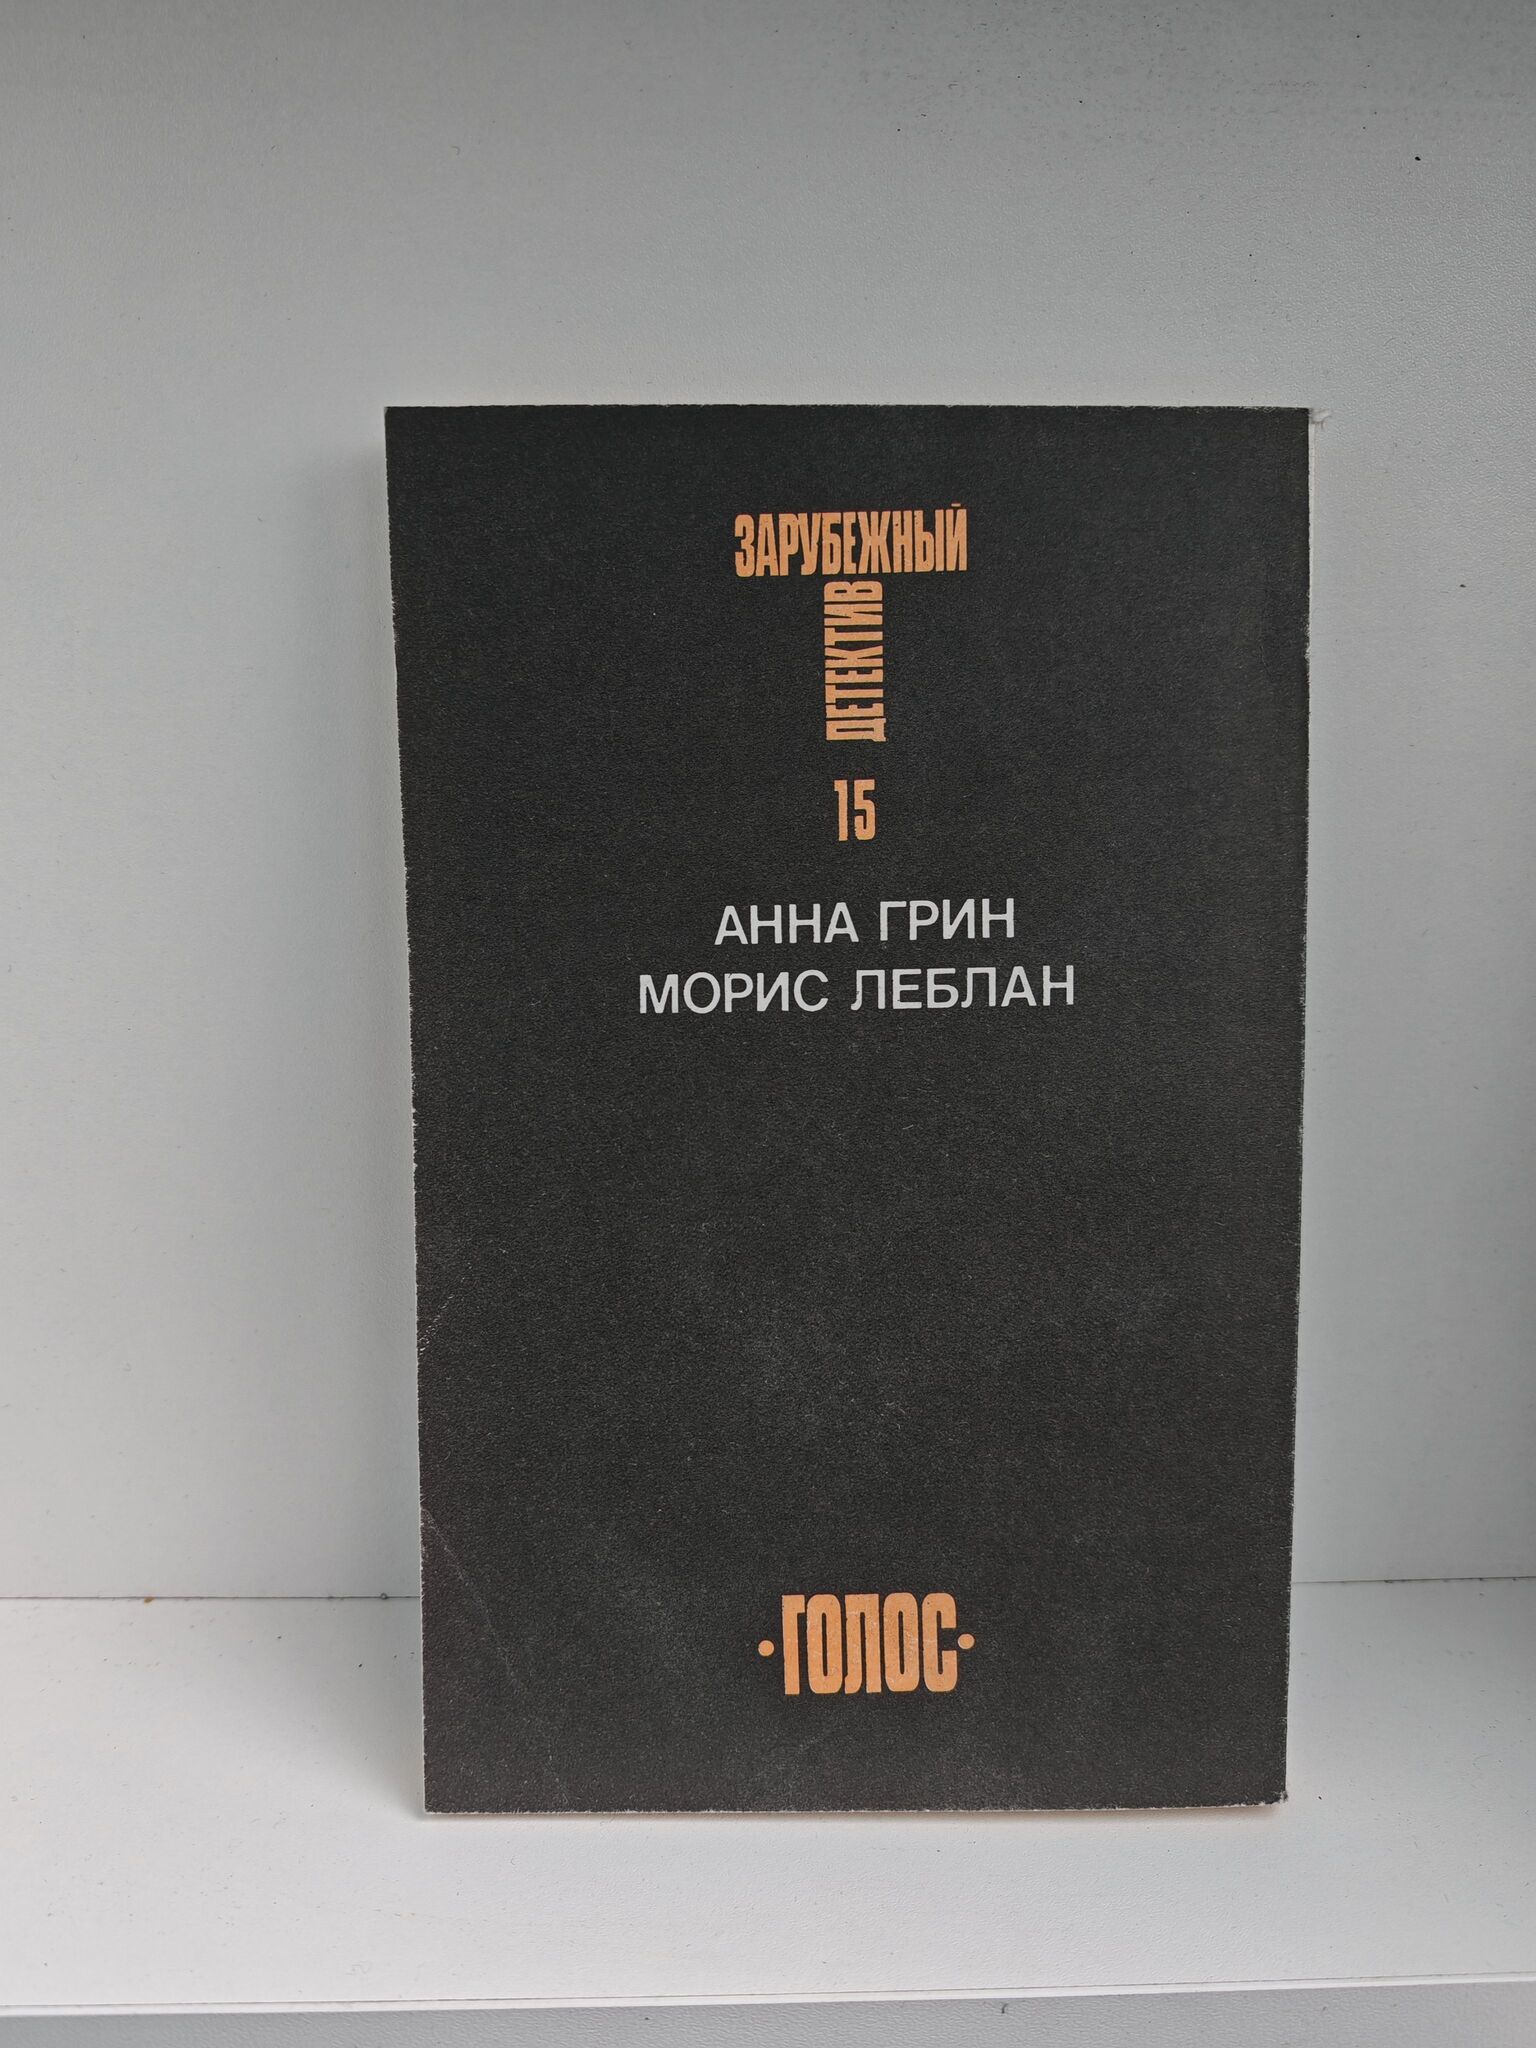 ЗАРУБЕЖНЫЙ
ДЕТЕКТИВ
15
АННА ГРИН
МОРИС ЛЕБЛАН
·ГОЛОС·